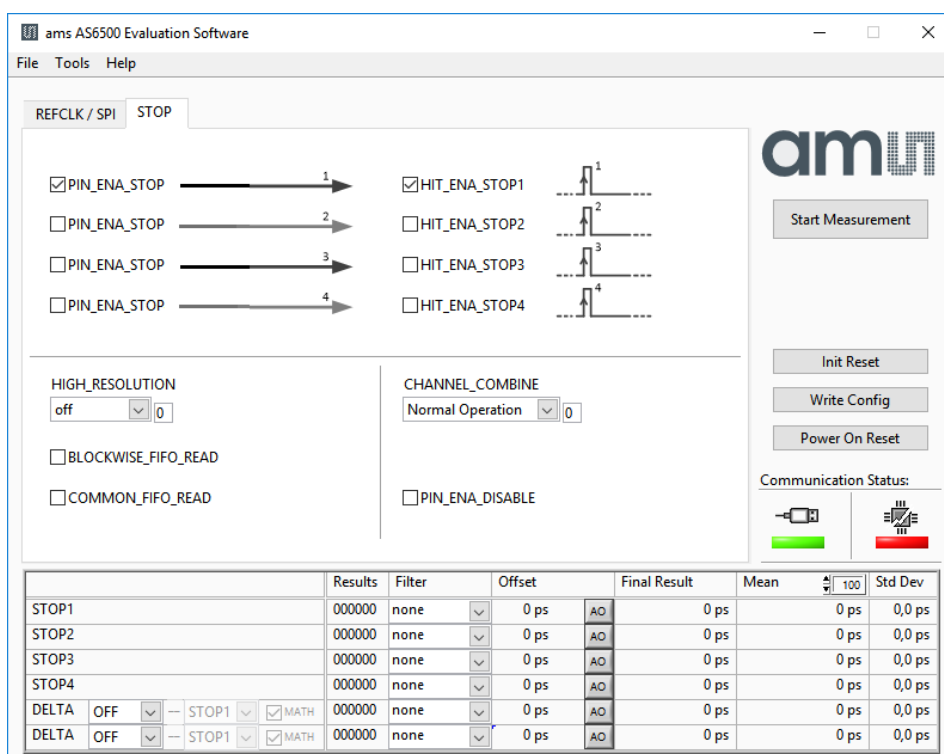 ams AS6500 Evaluation Software
File Tools Help
REFCLK / SPI STOP
am
PIN_ENA_STOP 1 HIT_ENA_STOP1 1
PIN_ENA_STOP 2 HIT_ENA_STOP2 2
PIN_ENA_STOP 3 HIT_ENA_STOP3 3
PIN_ENA_STOP 4 HIT_ENA_STOP4 4
Start Measurement
Init Reset
Write Config
Power On Reset
HIGH_RESOLUTION CHANNEL_COMBINE
off 0 Normal Operation 0
BLOCKWISE_FIFO_READ
COMMON_FIFO_READ PIN_ENA_DISABLE
Communication Status:
Results Filter Offset Final Result Mean 100 Std Dev
STOP1 000000 none 0 ps AO 0 ps 0 ps 0,0 ps
STOP2 000000 none 0 ps AO 0 ps 0 ps 0,0 ps
STOP3 000000 none 0 ps AO 0 ps 0 ps 0,0 ps
STOP4 000000 none 0 ps AO 0 ps 0 ps 0,0 ps
DELTA OFF — STOP1 MATH 000000 none 0 ps AO 0 ps 0 ps 0,0 ps
DELTA OFF — STOP1 MATH 000000 none 0 ps AO 0 ps 0 ps 0,0 ps